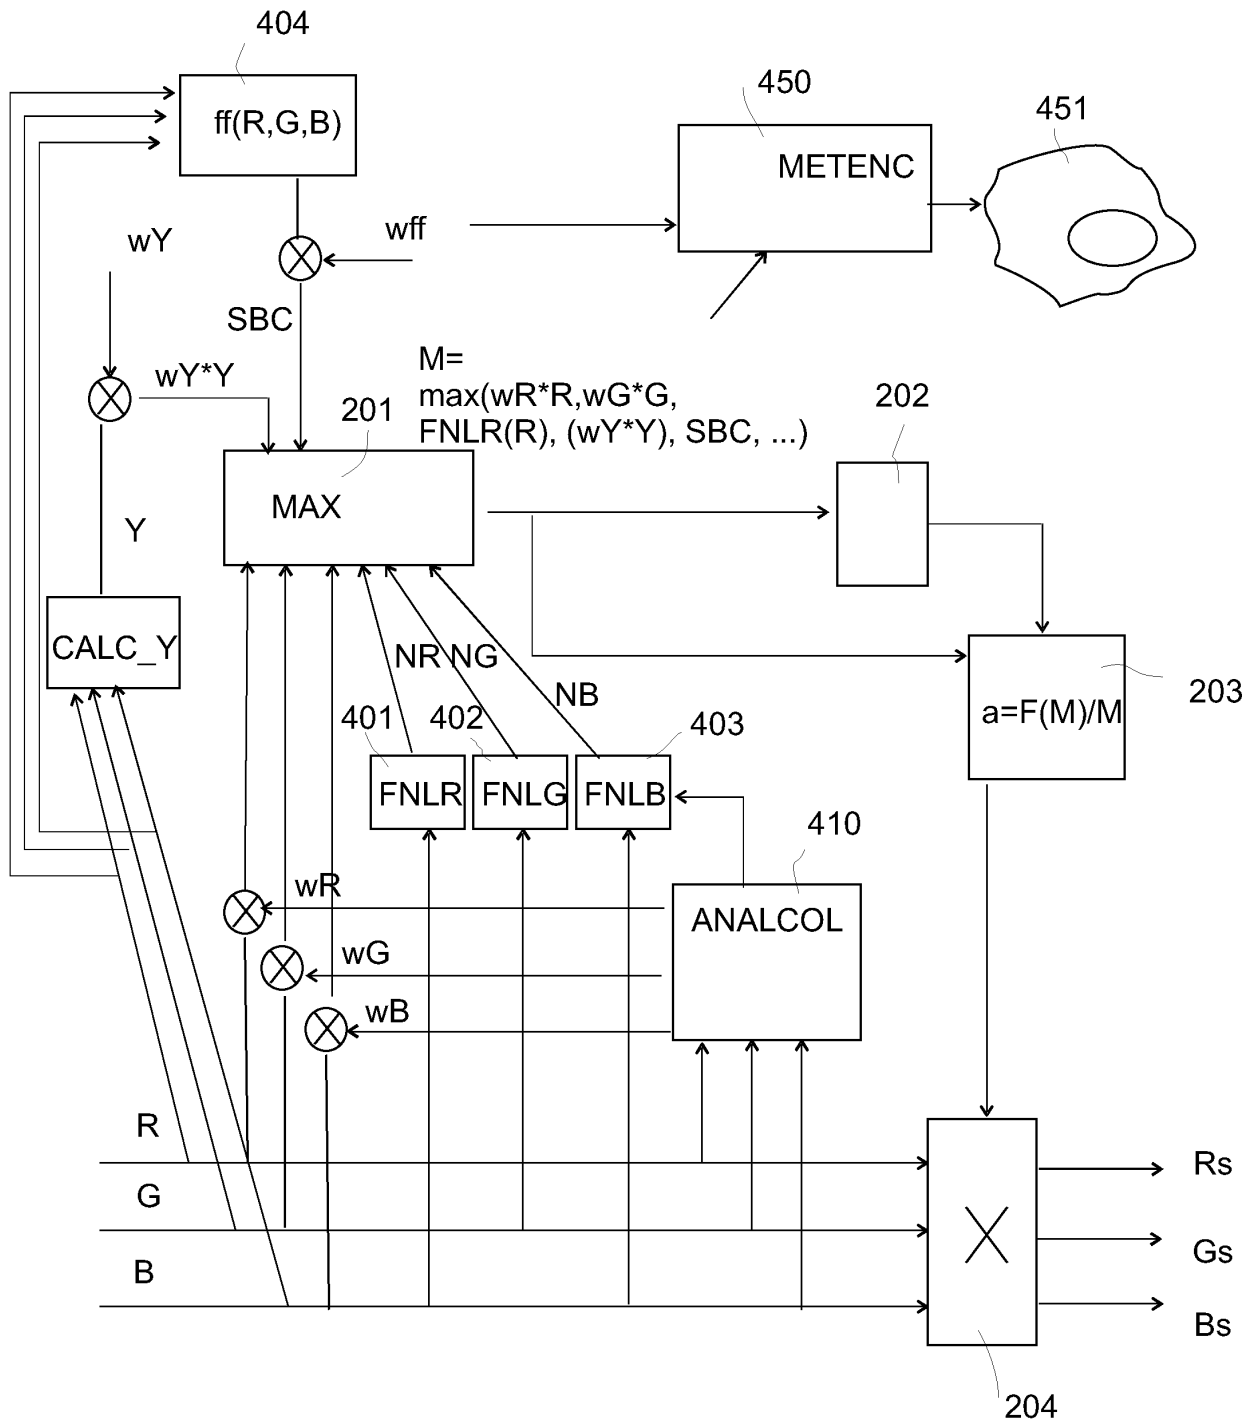 404
ff(R,G,B)
450
METENC
451
wY
wff
SBC
wY*Y
M=
max(wR*R,wG*G,
FNLR(R), (wY*Y), SBC, ...)
201
202
MAX
Y
CALC_Y
NR
NG
NB
203
a=F(M)/M
401
402
403
FNLR
FNLG
FNLB
410
ANALCOL
wR
wG
wB
R
G
B
Rs
Gs
Bs
204